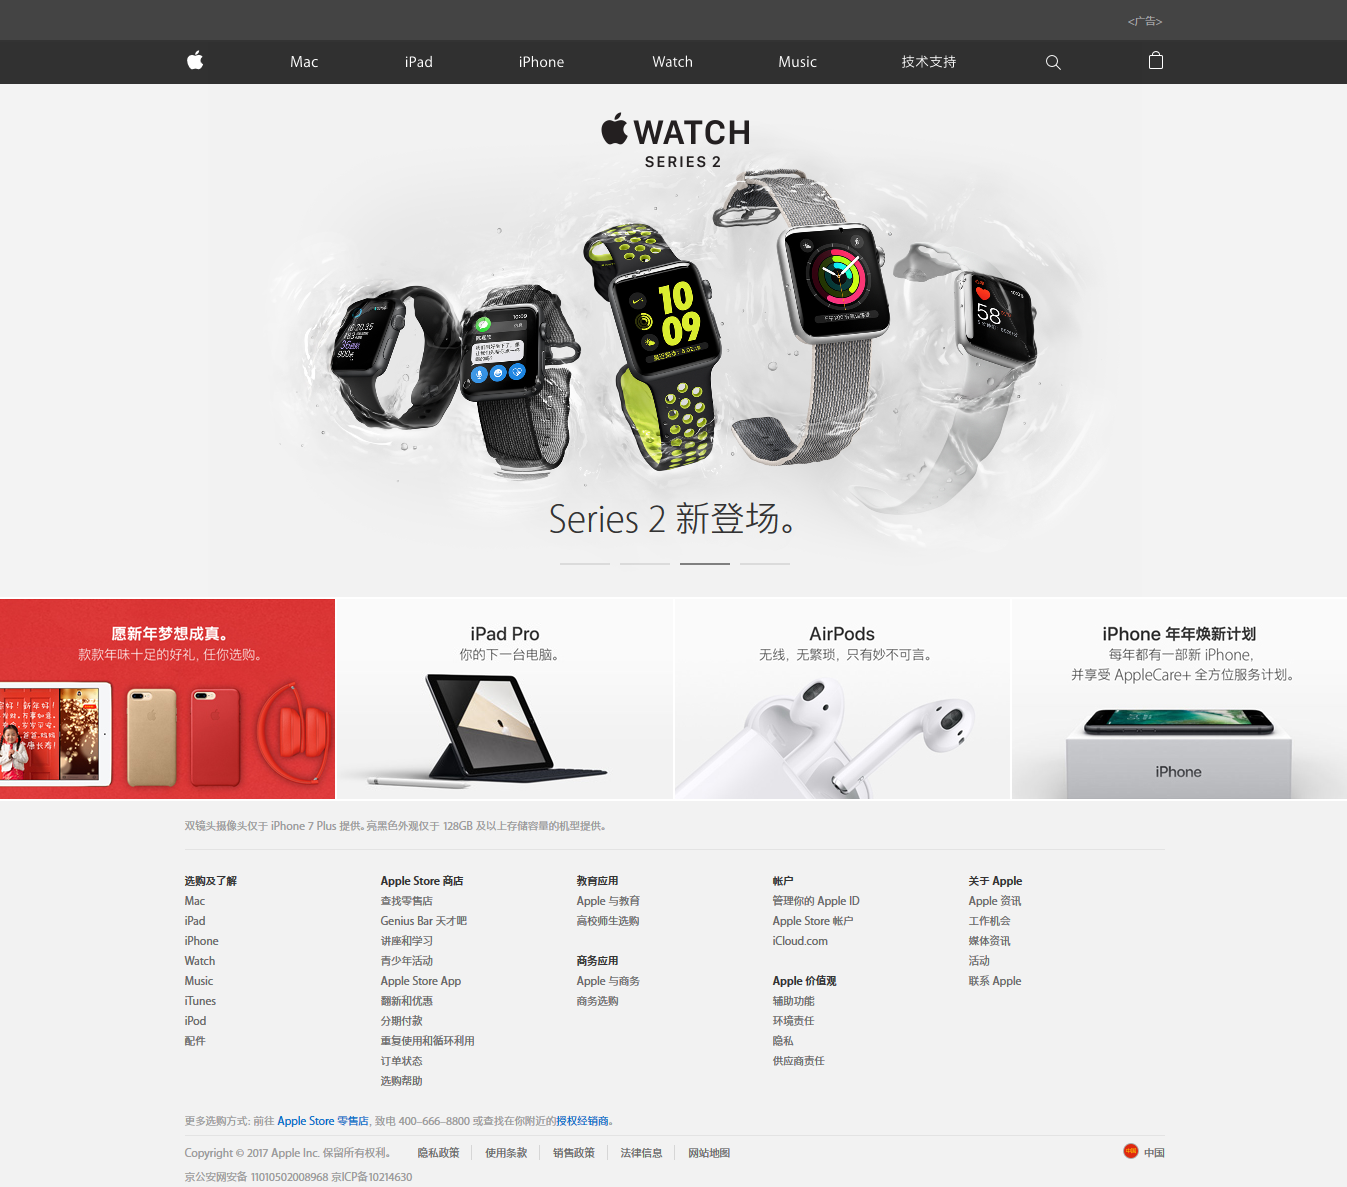 <广告>
Mac iPad iPhone Watch Music 技术支持
WATCH
SERIES 2
10:09
10
09
58
Series 2 新登场。
愿新年梦想成真。
款款年味十足的好礼, 任你选购。
iPad Pro
你的下一台电脑。
AirPods
无线, 无繁琐, 只有妙不可言。
iPhone 年年焕新计划
每年都有一部新 iPhone,
并享受 AppleCare+ 全方位服务计划。
iPhone
双镜头摄像头仅于 iPhone 7 Plus 提供。亮黑色外观仅于 128GB 及以上存储容量的机型提供。
选购及了解
Mac
iPad
iPhone
Watch
Music
iTunes
iPod
配件
Apple Store 商店
查找零售店
Genius Bar 天才吧
讲座和学习
青少年活动
Apple Store App
翻新和优惠
分期付款
重复使用和循环利用
订单状态
选购帮助
教育应用
Apple 与教育
高校师生选购
商务应用
Apple 与商务
商务选购
帐户
管理你的 Apple ID
Apple Store 帐户
iCloud.com
Apple 价值观
辅助功能
环境责任
隐私
供应商责任
关于 Apple
Apple 资讯
工作机会
媒体资讯
活动
联系 Apple
更多选购方式: 前往 Apple Store 零售店, 致电 400-666-8800 或查找在你附近的授权经销商。
Copyright © 2017 Apple Inc. 保留所有权利。 隐私政策 使用条款 销售政策 法律信息 网站地图 中国
京公安网安备 11010502008968 京ICP备10214630